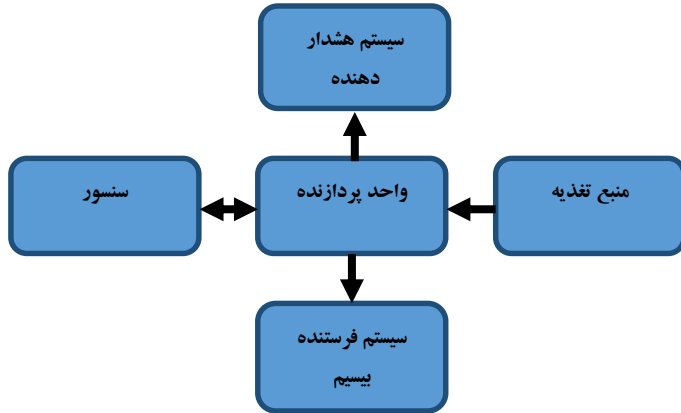 سیستم هشدار
دهنده
منبع تغذیه
واحد پردازنده
سنسور
سیستم فرستنده
بیسیم